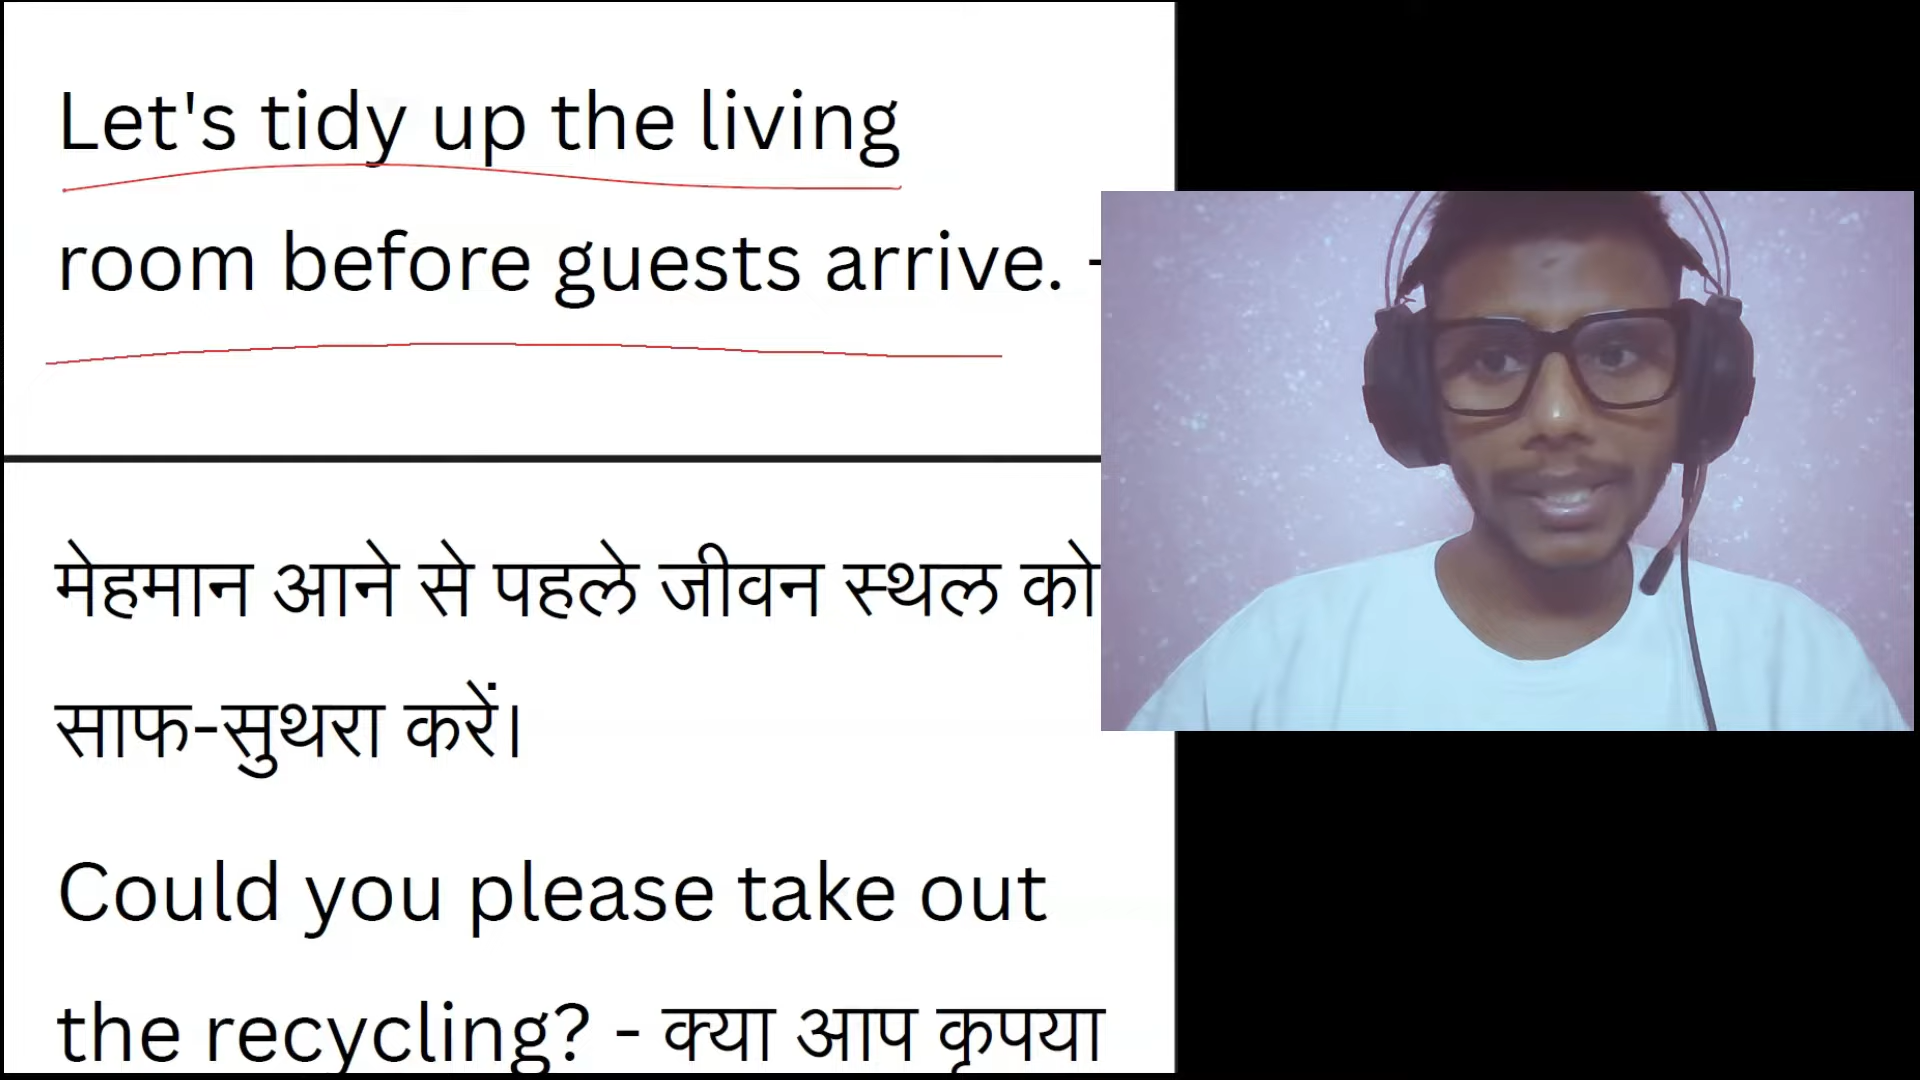 Let's tidy up the living
room before guests arrive. -
मेहमान आने से पहले जीवन स्थल को
साफ-सुथरा करें।
Could you please take out
the recycling? - क्या आप कृपया